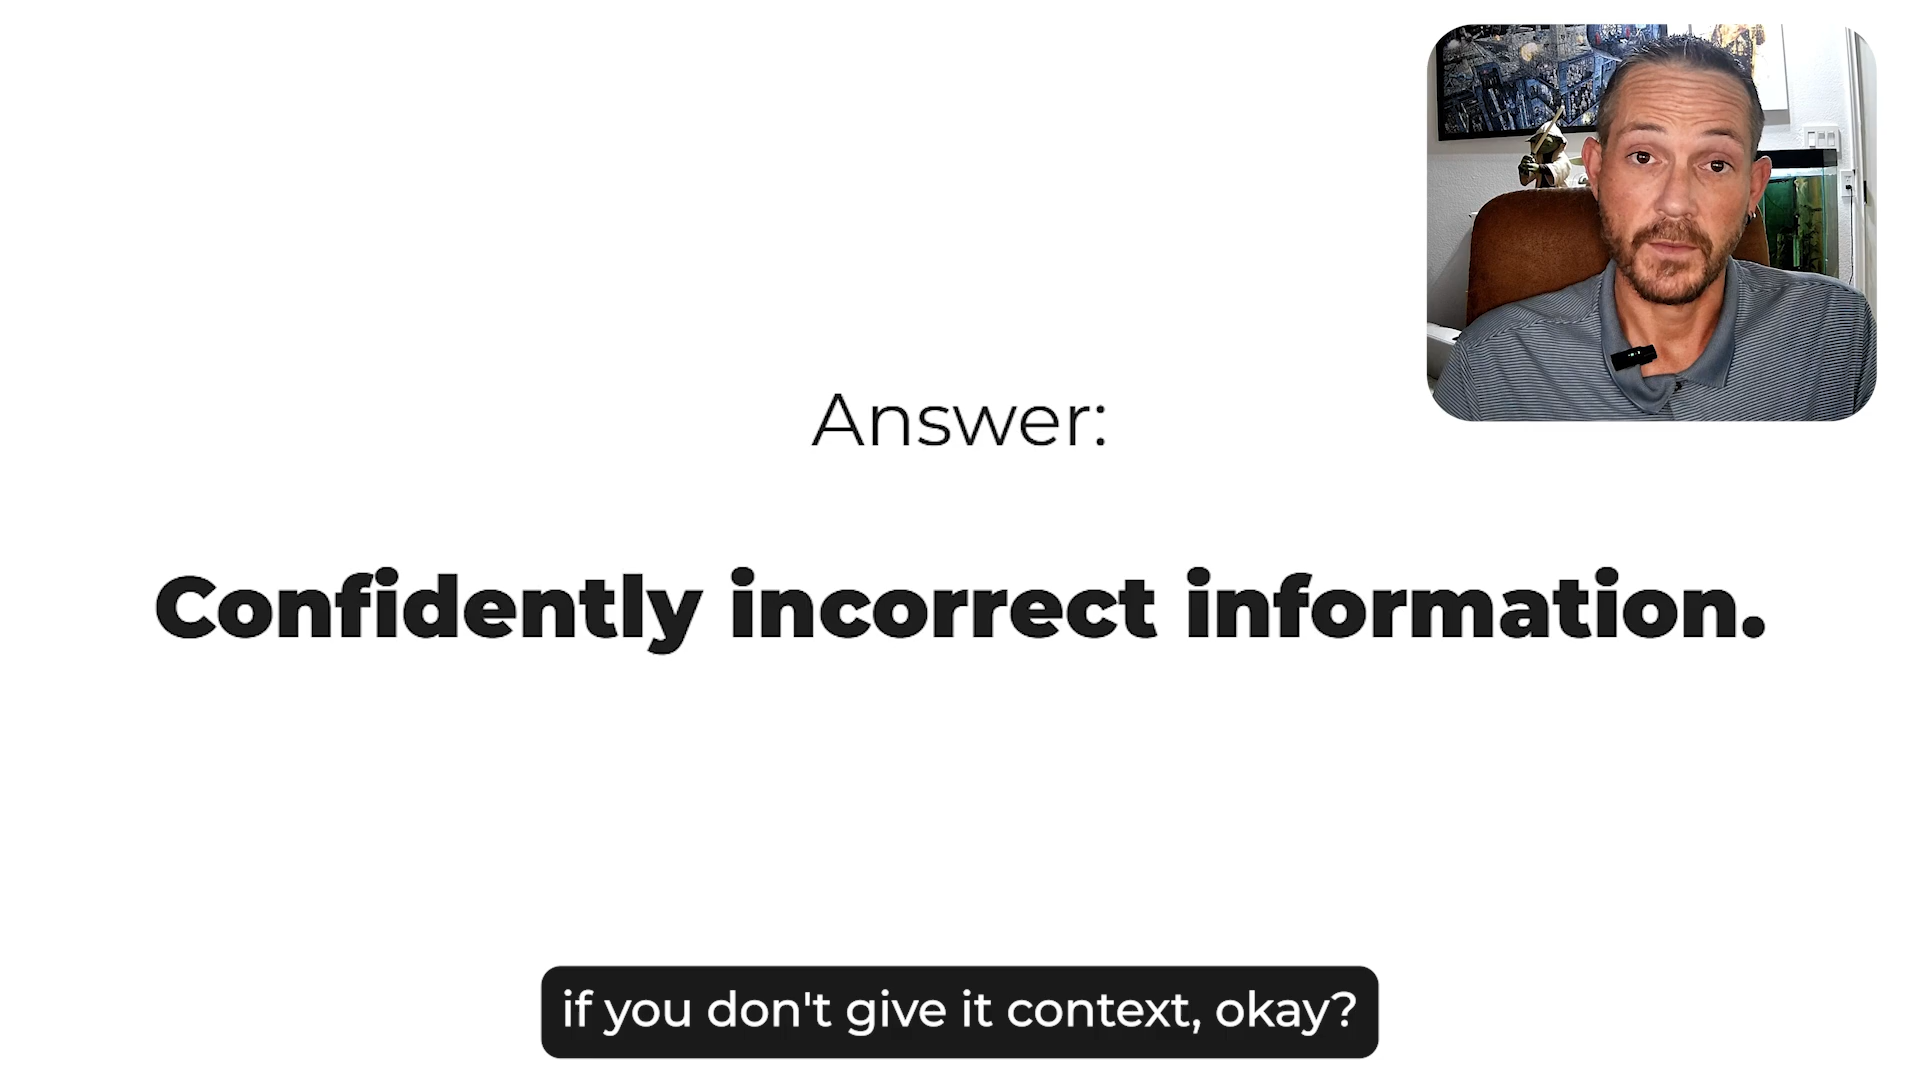 Answer:
Confidently incorrect information.
if you don't give it context, okay?